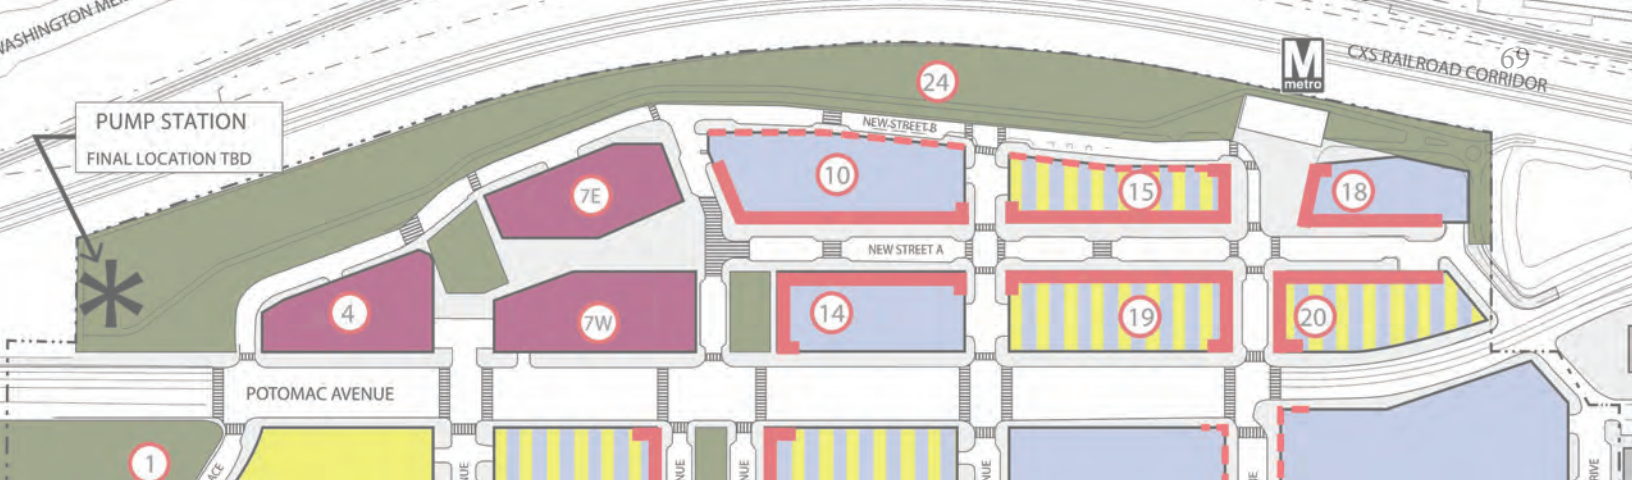 WASHINGTON ME
69
24
M
metro
CXS RAILROAD CORRIDOR
PUMP STATION
FINAL LOCATION TBD
NEW STREET B
7E
10
15
18
NEW STREET A
4
7W
14
19
20
POTOMAC AVENUE
1